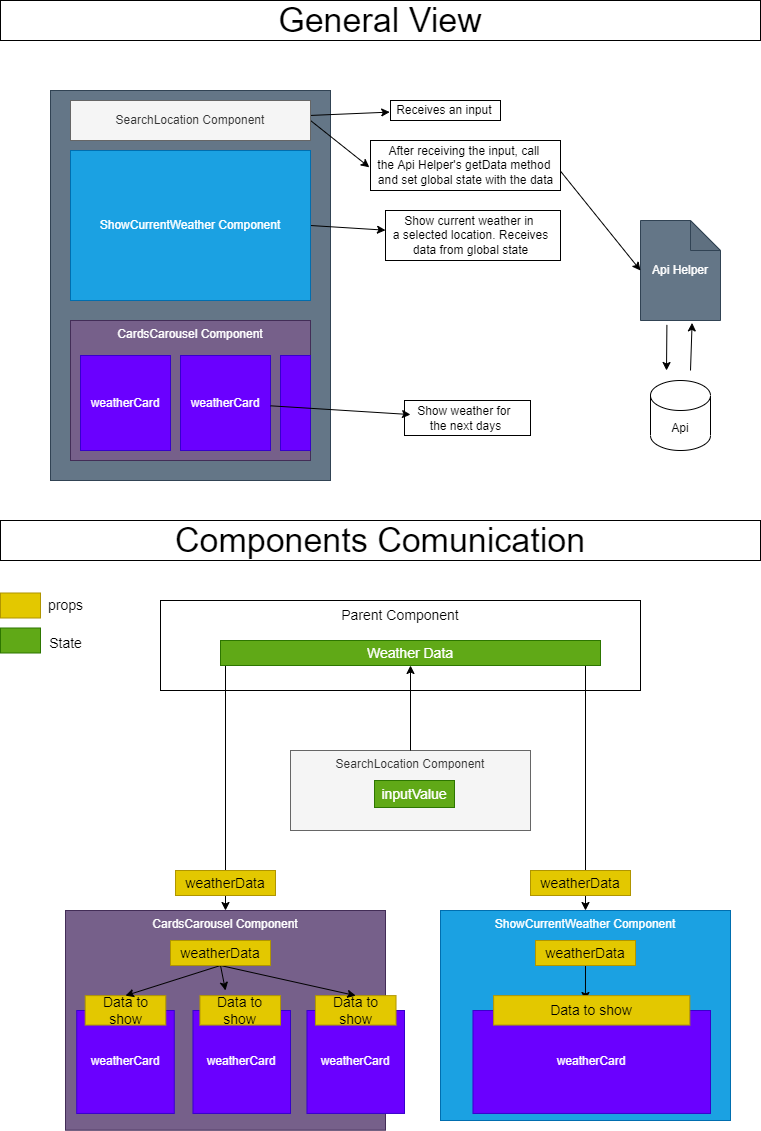 General View
SearchLocation Component
Receives an input
After receiving the input, call
the Api Helper's getData method
and set global state with the data
ShowCurrentWeather Component
Show current weather in
a selected location. Receives
data from global state
Api Helper
CardsCarousel Component
weatherCard
weatherCard
Show weather for
the next days
Api
Components Comunication
props
State
Parent Component
Weather Data
SearchLocation Component
inputValue
weatherData
weatherData
CardsCarousel Component
weatherData
Data to
show
Data to
show
Data to
show
weatherCard
weatherCard
weatherCard
ShowCurrentWeather Component
weatherData
Data to show
weatherCard